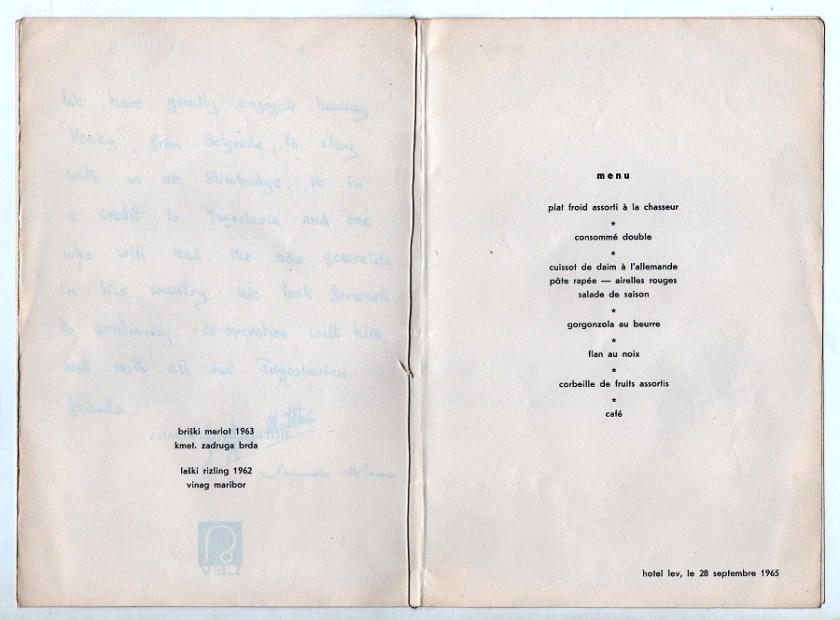 We have greatly enjoyed having
from Belgrade, to stay
with us at He is
a credit to Yugoslavia and one
who will lead the new generation
in his country. We look forward
to continuing co-operation with him
and with all our Yugoslavian
friends.
briški merlot 1963
kmet. zadruga brda
laški rizling 1962
vinag maribor
LEV
menu
plat froid assorti à la chasseur
*
consommé double
*
cuissot de daim à l'allemande
pâte rapée — airelles rouges
salade de saison
*
gorgonzola au beurre
*
flan au noix
*
corbeille de fruits assortis
*
café
hotel lev, le 28 septembre 1965